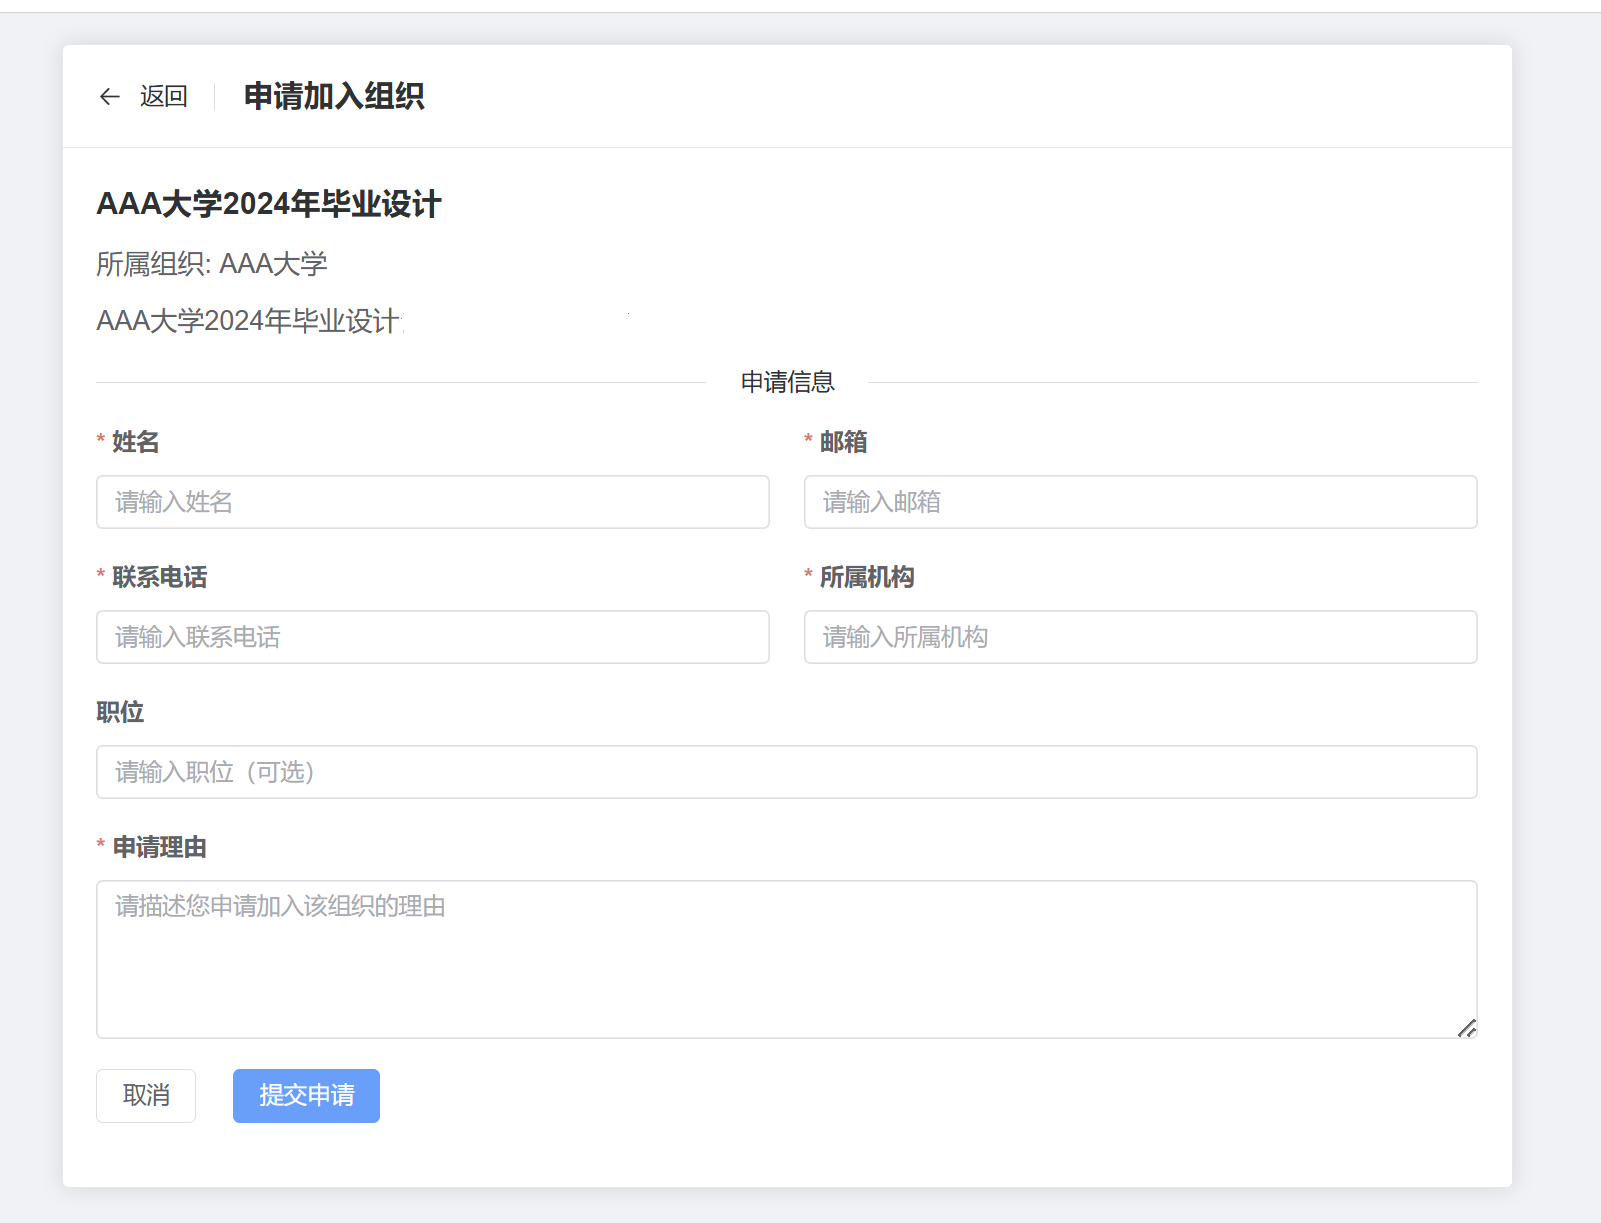 返回 申请加入组织
AAA大学2024年毕业设计
所属组织: AAA大学
AAA大学2024年毕业设计
申请信息
* 姓名 * 邮箱
请输入姓名 请输入邮箱
* 联系电话 * 所属机构
请输入联系电话 请输入所属机构
职位
请输入职位（可选）
* 申请理由
请描述您申请加入该组织的理由
取消 提交申请